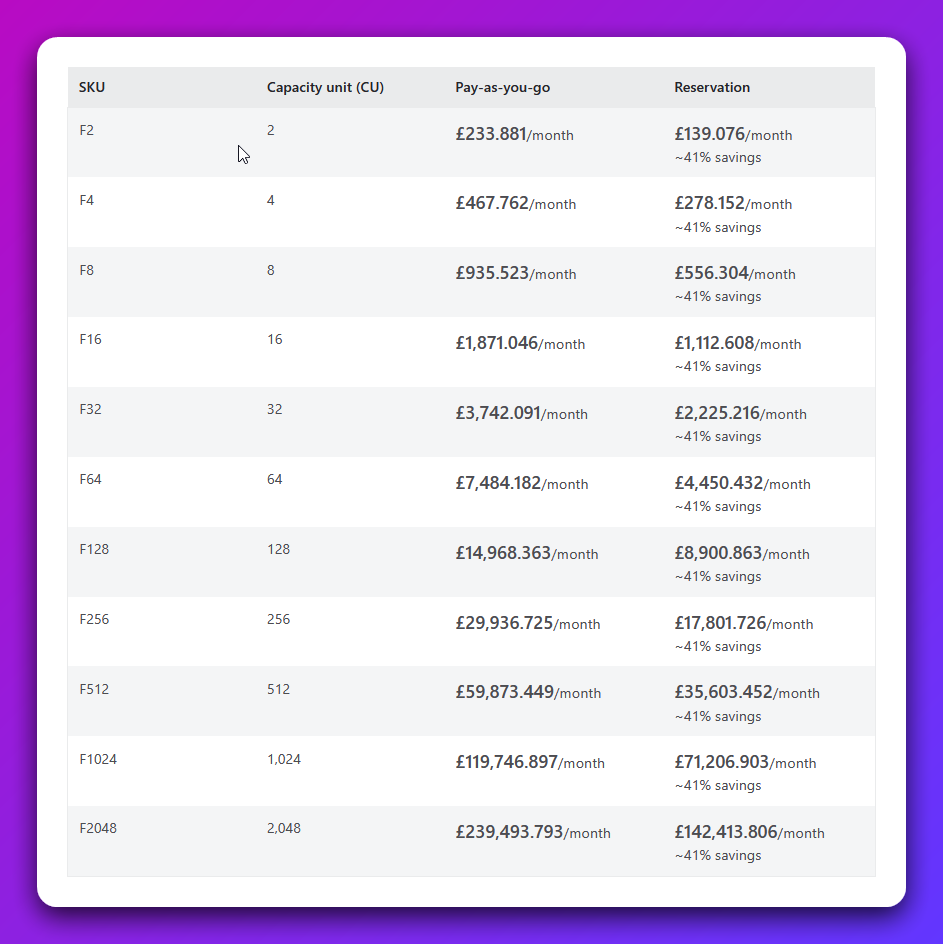 SKU Capacity unit (CU) Pay-as-you-go Reservation
F2 2 £233.881/month £139.076/month
~41% savings
F4 4 £467.762/month £278.152/month
~41% savings
F8 8 £935.523/month £556.304/month
~41% savings
F16 16 £1,871.046/month £1,112.608/month
~41% savings
F32 32 £3,742.091/month £2,225.216/month
~41% savings
F64 64 £7,484.182/month £4,450.432/month
~41% savings
F128 128 £14,968.363/month £8,900.863/month
~41% savings
F256 256 £29,936.725/month £17,801.726/month
~41% savings
F512 512 £59,873.449/month £35,603.452/month
~41% savings
F1024 1,024 £119,746.897/month £71,206.903/month
~41% savings
F2048 2,048 £239,493.793/month £142,413.806/month
~41% savings